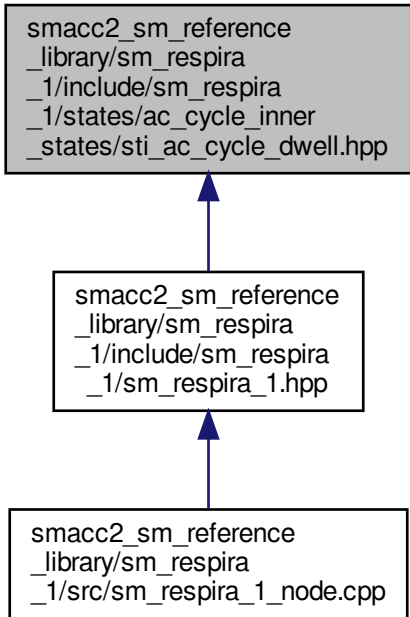 smacc2_sm_reference
_library/sm_respira
_1/include/sm_respira
_1/states/ac_cycle_inner
_states/sti_ac_cycle_dwell.hpp
smacc2_sm_reference
_library/sm_respira
_1/include/sm_respira
_1/sm_respira_1.hpp
smacc2_sm_reference
_library/sm_respira
_1/src/sm_respira_1_node.cpp